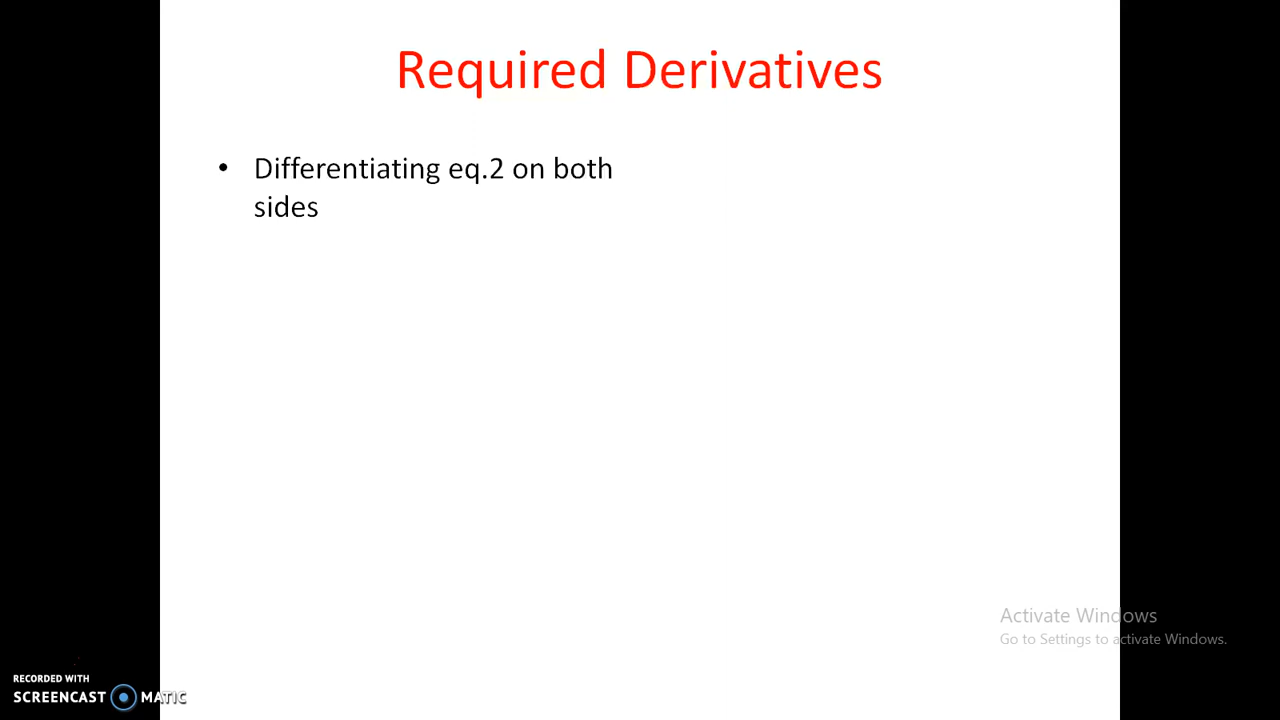 Required Derivatives
• Differentiating eq.2 on both
sides
Activate Windows
Go to Settings to activate Windows.
RECORDED WITH
SCREENCAST MATIC